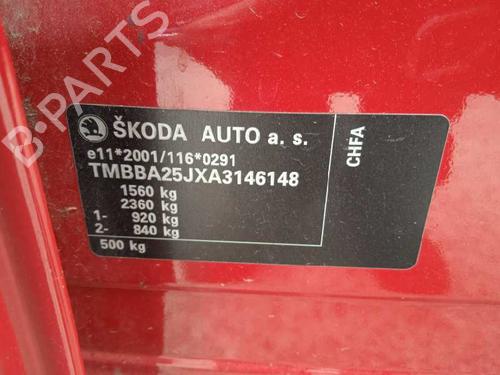 B-PARTS
ŠKODA AUTO a. s.
e11*2001/116*0291
TMBBA25JXA3146148
1560 kg
2360 kg
1- 920 kg
2- 840 kg
500 kg
CHFA